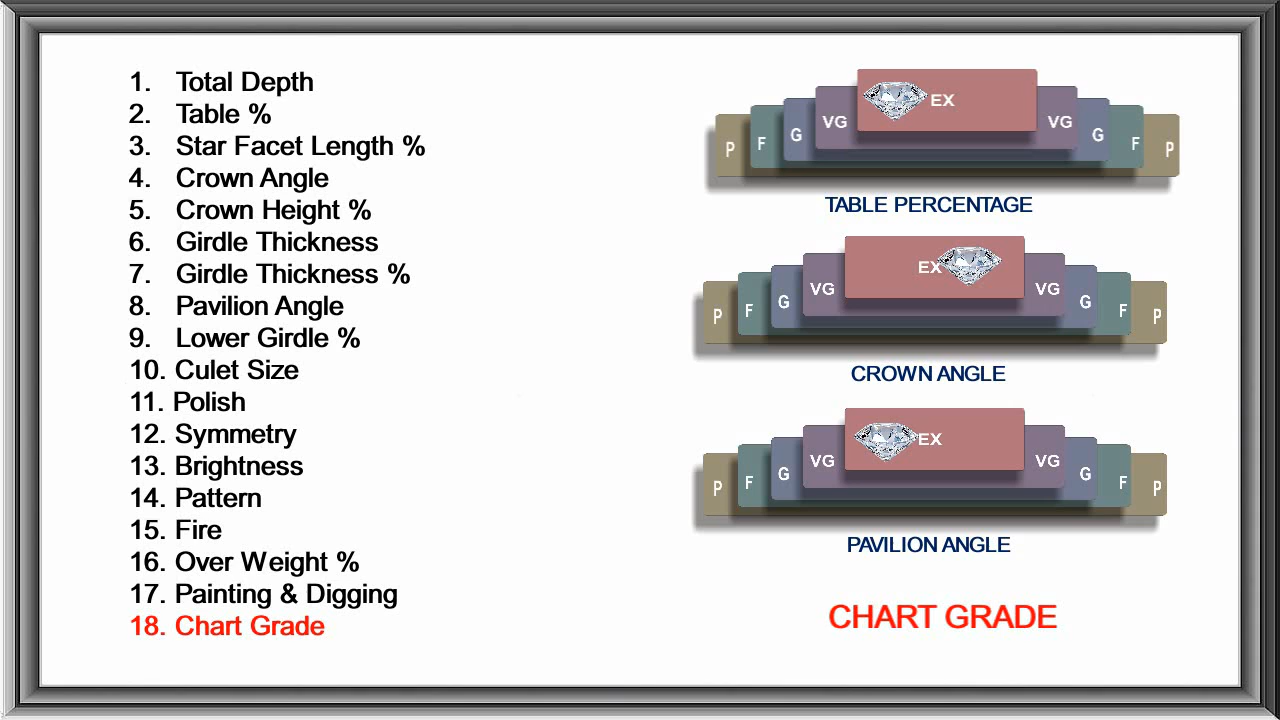 1. Total Depth
2. Table %
3. Star Facet Length %
4. Crown Angle
5. Crown Height %
6. Girdle Thickness
7. Girdle Thickness %
8. Pavilion Angle
9. Lower Girdle %
10. Culet Size
11. Polish
12. Symmetry
13. Brightness
14. Pattern
15. Fire
16. Over Weight %
17. Painting & Digging
18. Chart Grade
P F G VG EX VG G F P
TABLE PERCENTAGE
P F G VG EX VG G F P
CROWN ANGLE
P F G VG EX VG G F P
PAVILION ANGLE
CHART GRADE